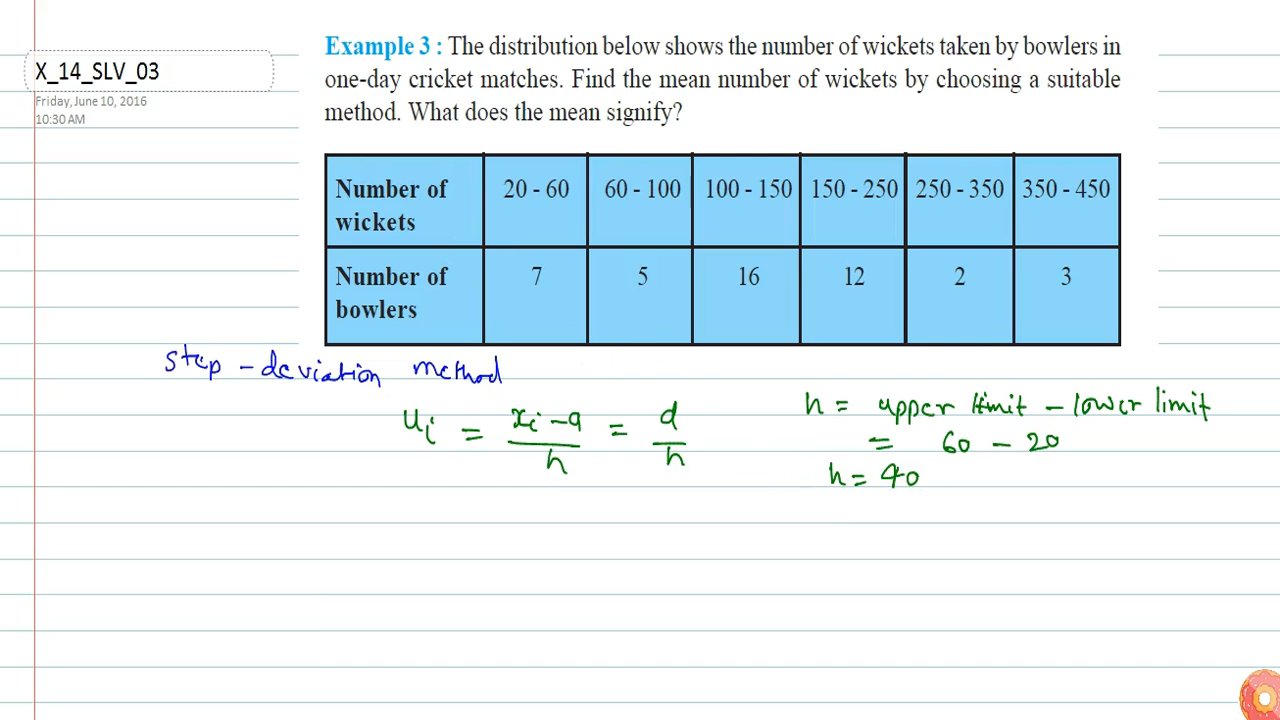 Example 3 : The distribution below shows the number of wickets taken by bowlers in
X_14_SLV_03
one-day cricket matches. Find the mean number of wickets by choosing a suitable
Friday, June 10, 2016
10:30 AM
method. What does the mean signify?
Number of wickets 20 - 60 60 - 100 100 - 150 150 - 250 250 - 350 350 - 450
Number of bowlers 7 5 16 12 2 3
step - deviation method
ui = xi - a / h = d / h
h = upper limit - lower limit
= 60 - 20
h = 40